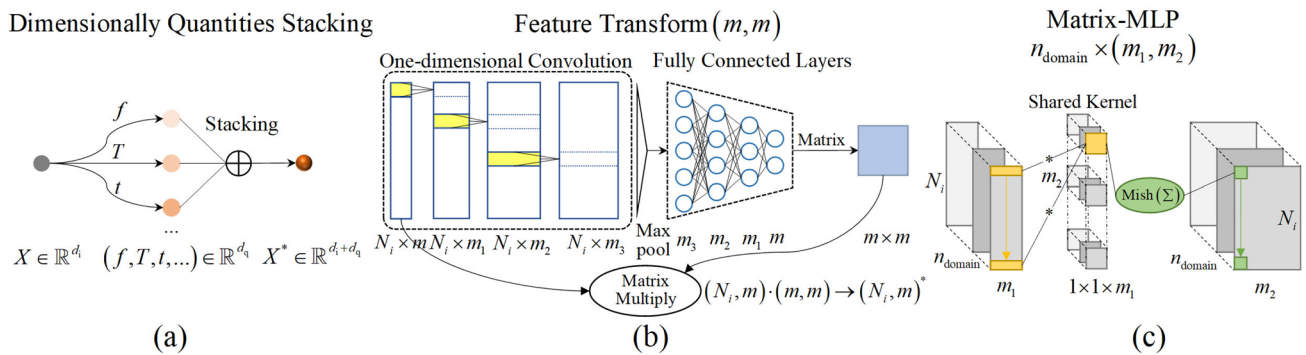 Dimensionally Quantities Stacking
f
T
t
...
Stacking
X ∈ ℝ^{d_i}
(f, T, t, ...) ∈ ℝ^{d_q}
X* ∈ ℝ^{d_i+d_q}
(a)
Feature Transform (m, m)
One-dimensional Convolution
Fully Connected Layers
Matrix
N_i × m
N_i × m_1
N_i × m_2
N_i × m_3
Max
pool
m_3
m_2
m_1
m
m × m
Matrix
Multiply
(N_i, m)·(m, m) → (N_i, m)*
(b)
Matrix-MLP
n_domain × (m_1, m_2)
Shared Kernel
N_i
*
m_2
*
Mish(Σ)
N_i
n_domain
m_1
1×1×m_1
n_domain
m_2
(c)